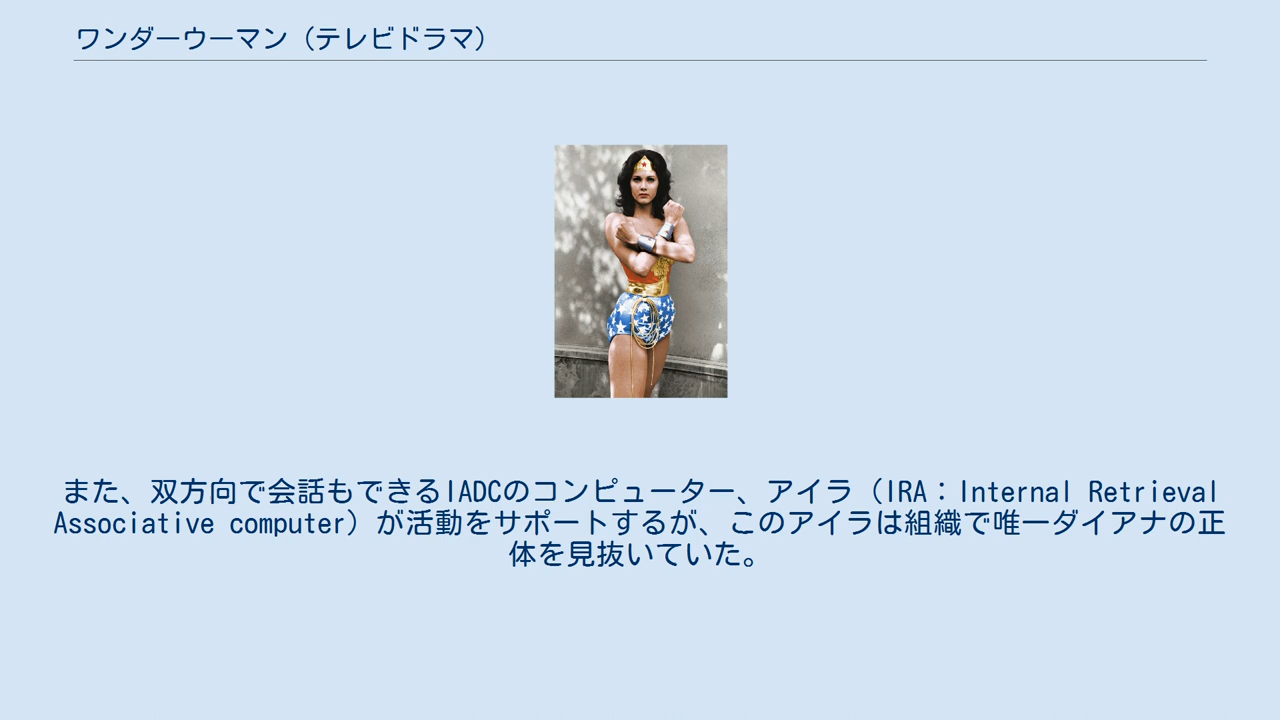 ワンダーウーマン（テレビドラマ）
また、双方向で会話もできるIADCのコンピューター、アイラ（IRA：Internal Retrieval
Associative computer）が活動をサポートするが、このアイラは組織で唯一ダイアナの正
体を見抜いていた。